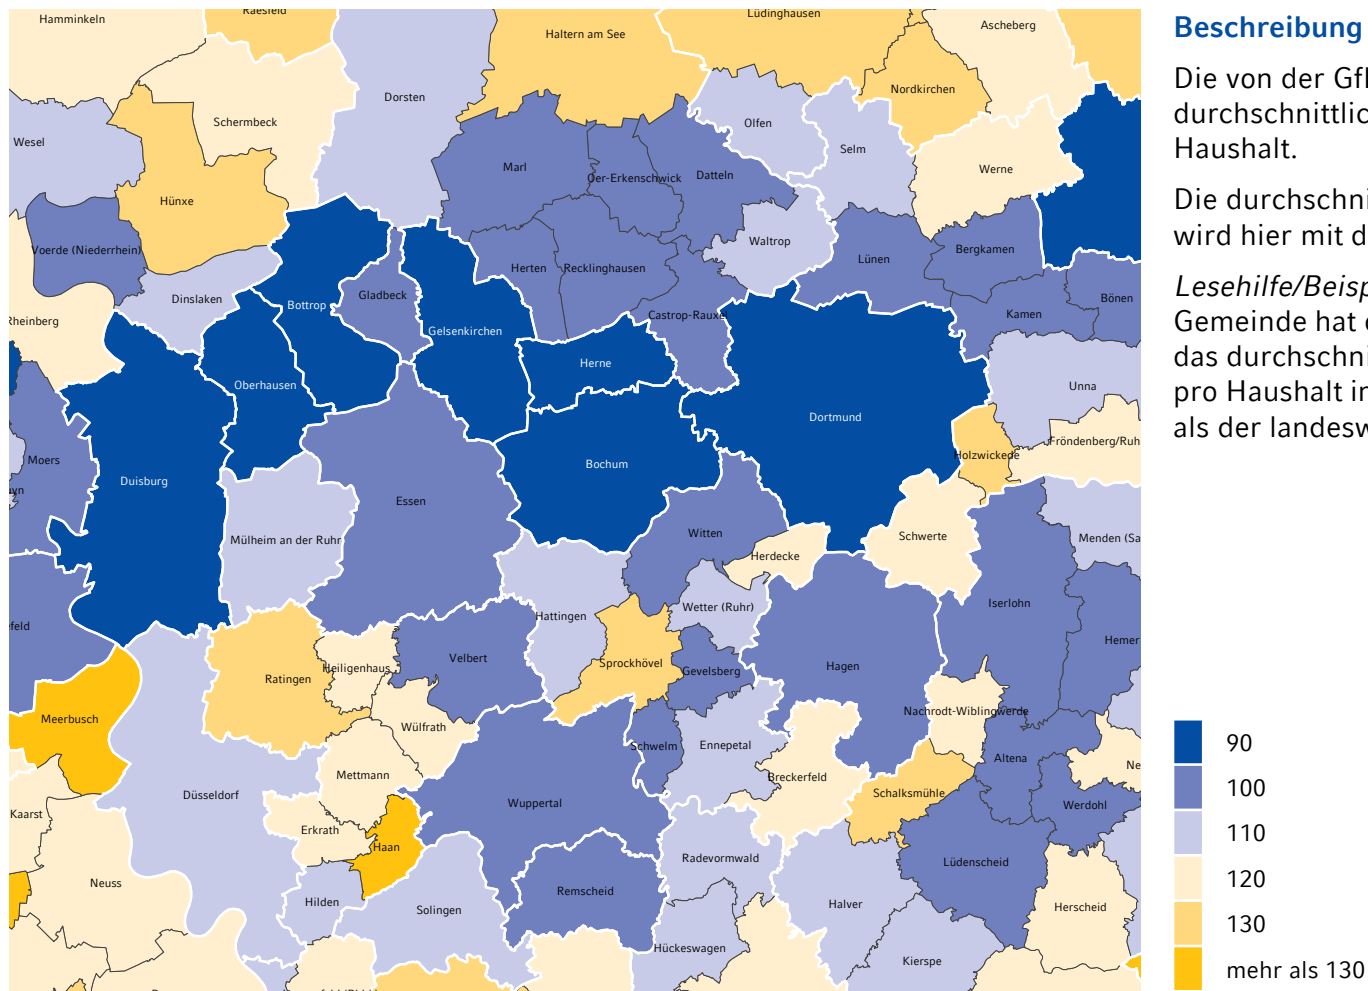 Hamminkeln
Raesfeld
Haltern am See
Lüdinghausen
Ascheberg
Dorsten
Nordkirchen
Schermbeck
Olfen
Wesel
Selm
Marl
Oer-Erkenschwick
Datteln
Werne
Hünxe
Voerde (Niederrhein)
Waltrop
Lünen
Bergkamen
Herten
Recklinghausen
Dinslaken
Bottrop
Gladbeck
Bönen
Rheinberg
Gelsenkirchen
Castrop-Rauxel
Kamen
Herne
Oberhausen
Unna
Dortmund
Fröndenberg/Ruh
Holzwickede
Moers
Bochum
Duisburg
Essen
Mülheim an der Ruhr
Witten
Herdecke
Schwerte
Menden (Sa
Hattingen
Wetter (Ruhr)
Iserlohn
efeld
Hemer
Velbert
Sprockhövel
Gevelsberg
Hagen
Heiligenhaus
Ratingen
Meerbusch
Nachrodt-Wiblingwerde
Wülfrath
Schwelm
Ennepetal
Altena
Ne
Mettmann
Breckerfeld
Düsseldorf
Schalksmühle
Wuppertal
Werdohl
Kaarst
Erkrath
Haan
Radevormwald
Lüdenscheid
Neuss
Remscheid
Hilden
Solingen
Halver
Herscheid
Hückeswagen
Kierspe
Beschreibung
Die von der Gf
durchschnittlic
Haushalt.
Die durchschni
wird hier mit d
Lesehilfe/Beisp
Gemeinde hat
das durchschni
pro Haushalt i
als der landesw
90
100
110
120
130
mehr als 130